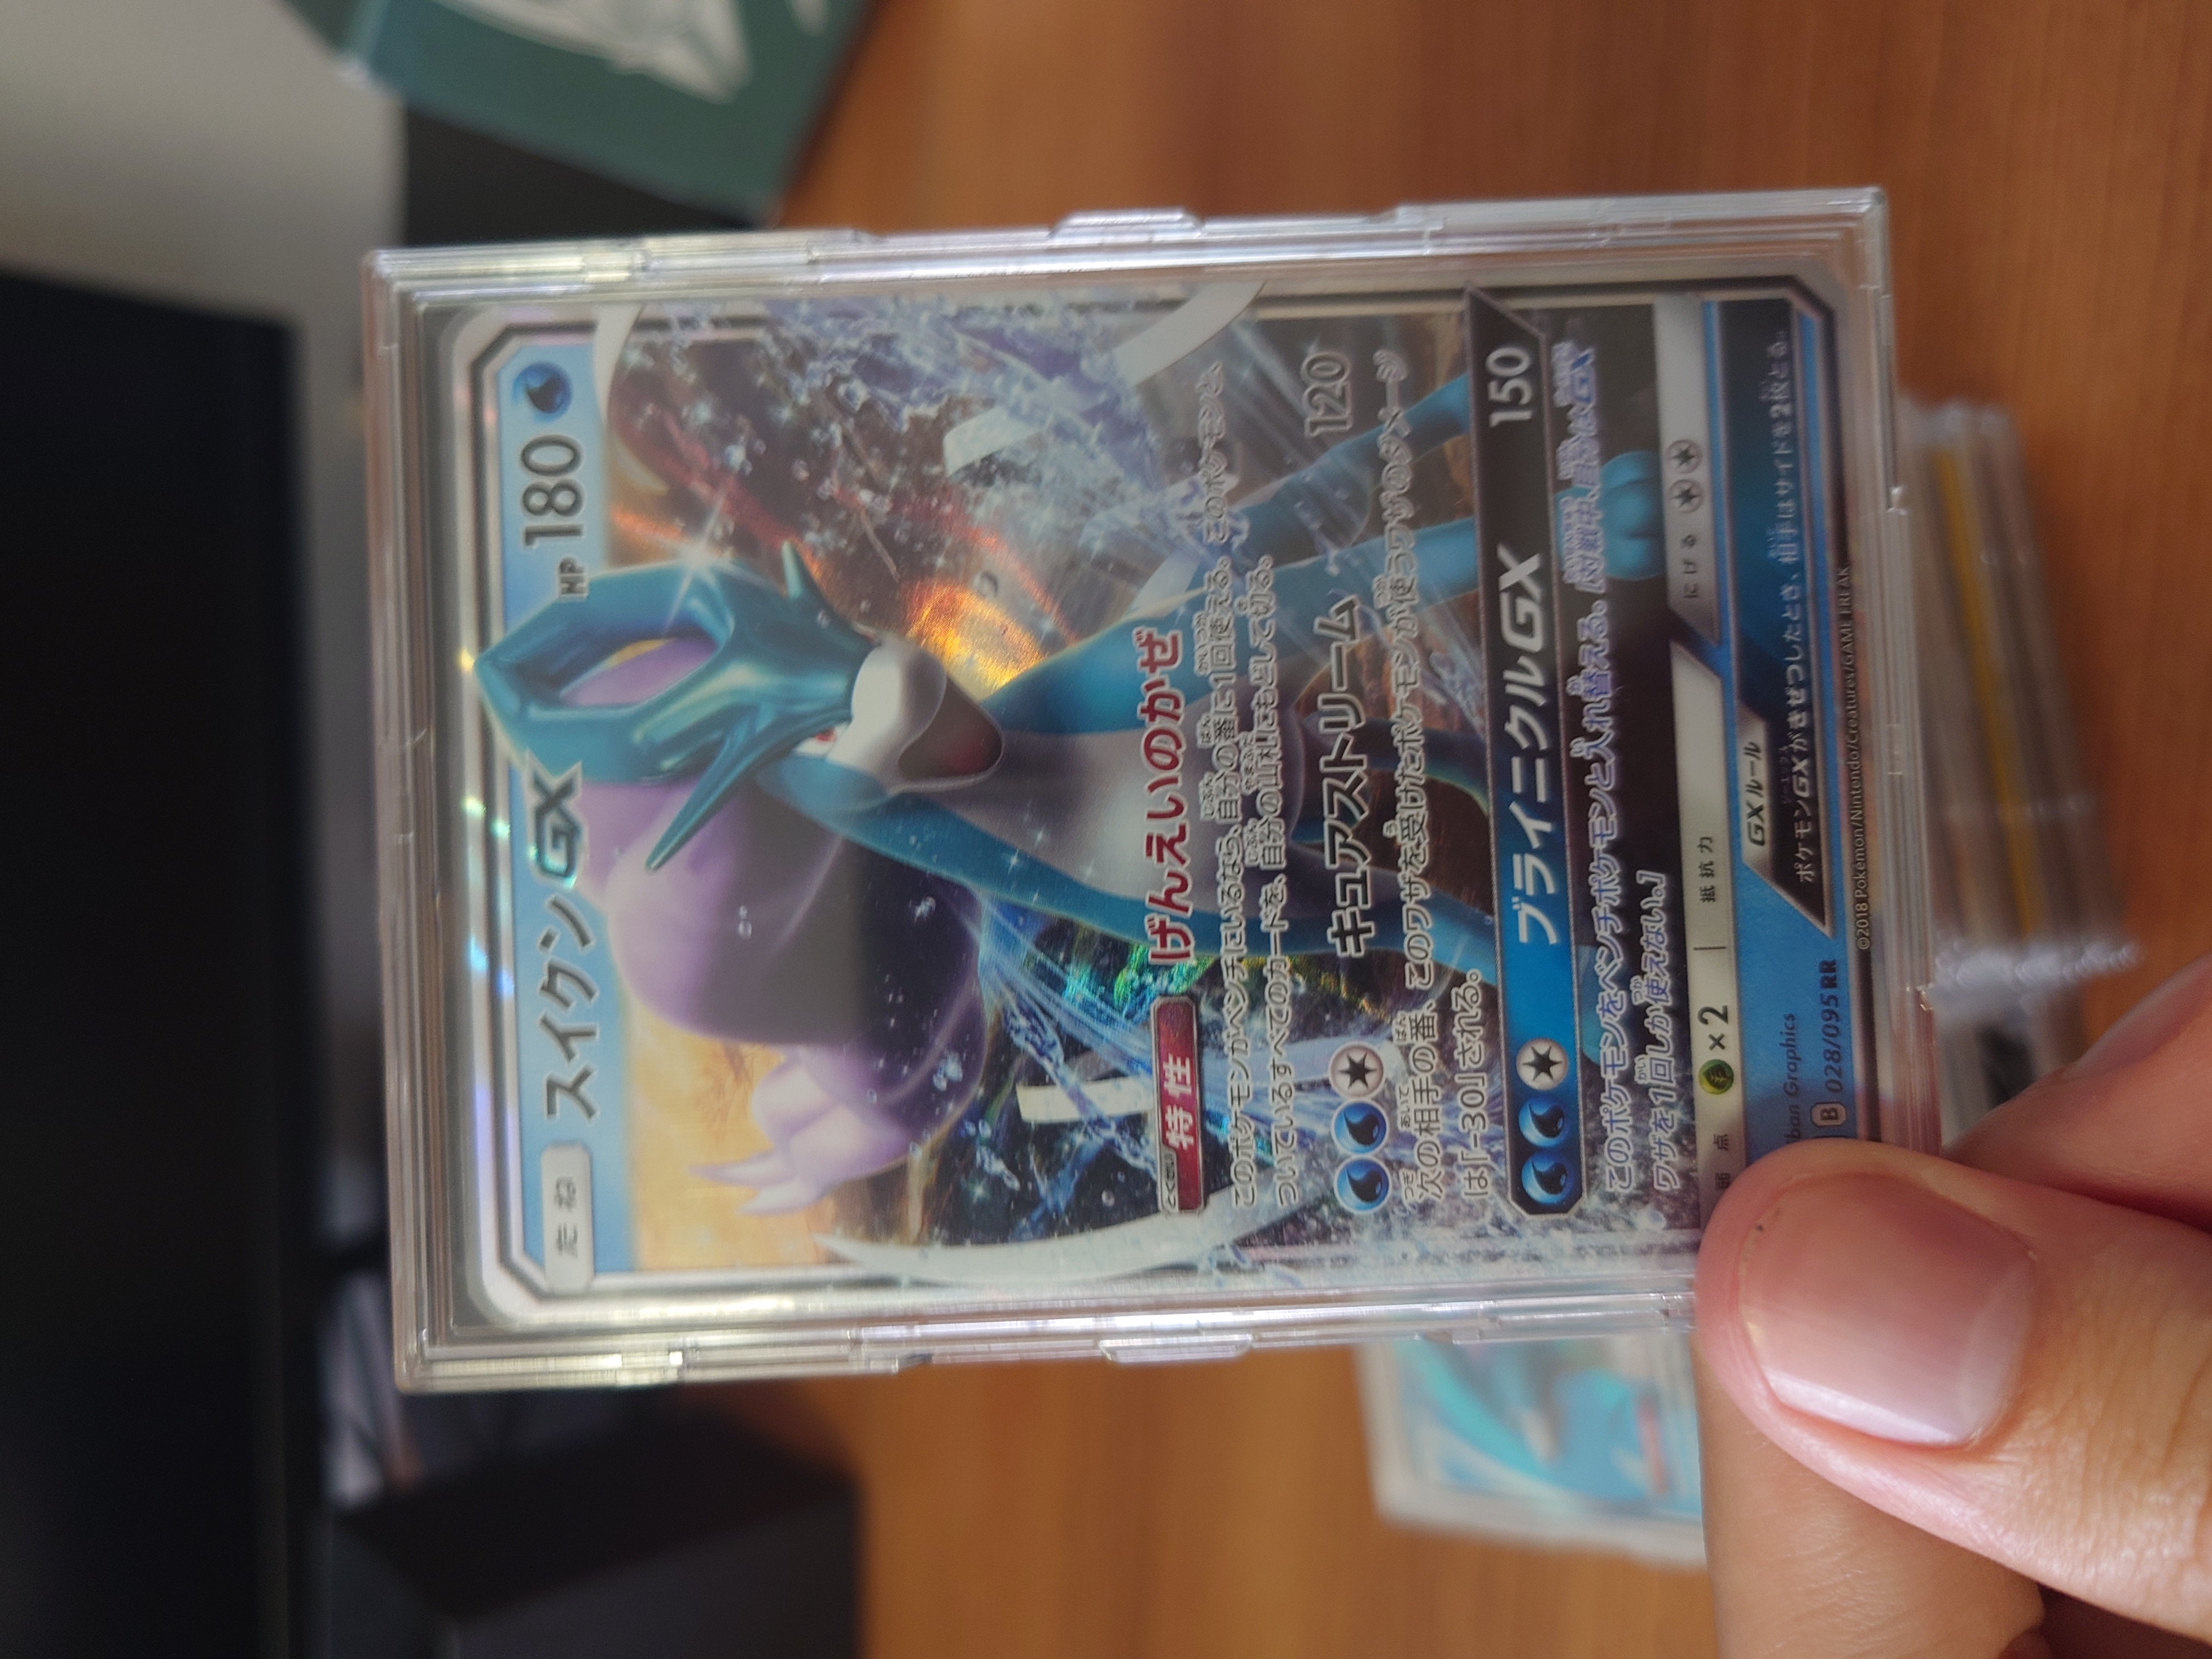 たね スイクンGX HP 180
とくせい 特性 げんえいのかぜ
このポケモンがベンチにいるなら、自分の番に1回使える。このポケモンと、
ついているすべてのカードを、自分の山札にもどして切る。
キュアストリーム 120
次の相手の番、このワザを受けたポケモンが使うワザのダメージ
は「-30」される。
ブライニクルGX 150
このポケモンをベンチポケモンと入れ替える。[対戦中、自分はGX
ワザを1回しか使えない。]
弱点 ×2 抵抗力 にげる
GXルール
ポケモンGXがきぜつしたとき、相手はサイドを2枚とる。
Graphics
B 028/095 RR
©2018 Pokémon/Nintendo/Creatures/GAME FREAK